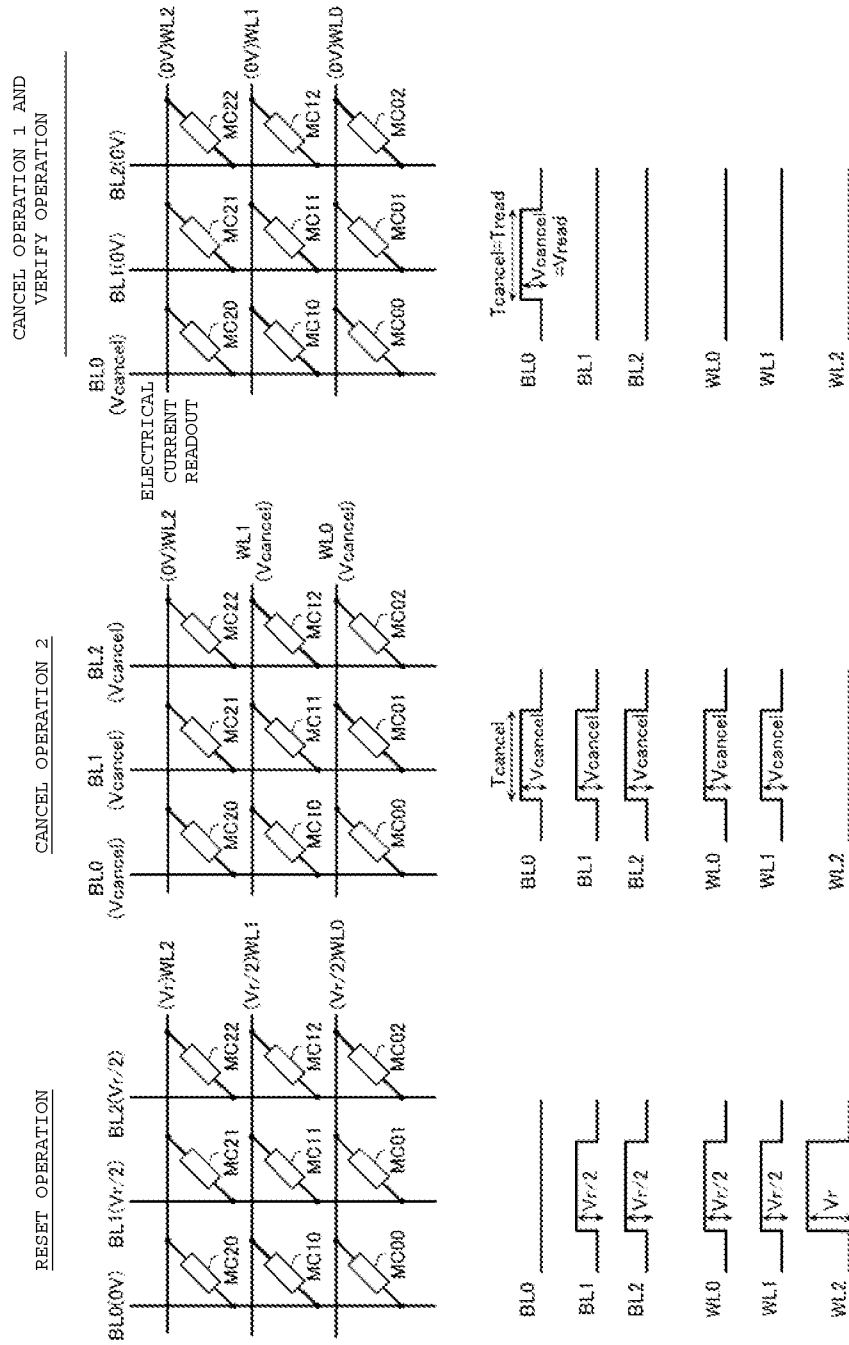 RESET OPERATION
BL0(0V)
BL1(Vr/2)
BL2(Vr/2)
(Vr)WL2
(Vr/2)WL1
(Vr/2)WL0
MC20
MC21
MC22
MC10
MC11
MC12
MC00
MC01
MC02
BL0
BL1
Vr/2
BL2
Vr/2
WL0
Vr/2
WL1
Vr/2
WL2
Vr
CANCEL OPERATION 2
BL0
(Vcancel)
BL1
(Vcancel)
BL2
(Vcancel)
(0V)WL2
WL1
(Vcancel)
WL0
(Vcancel)
MC20
MC21
MC22
MC10
MC11
MC12
MC00
MC01
MC02
Tcancel
BL0
Vcancel
BL1
Vcancel
BL2
Vcancel
WL0
Vcancel
WL1
Vcancel
WL2
CANCEL OPERATION 1 AND
VERIFY OPERATION
BL0
(Vcancel)
BL1(0V)
BL2(0V)
(0V)WL2
(0V)WL1
(0V)WL0
ELECTRICAL
CURRENT
READOUT
MC20
MC21
MC22
MC10
MC11
MC12
MC00
MC01
MC02
Tcancel=Tread
BL0
Vcancel
=Vread
BL1
BL2
WL0
WL1
WL2